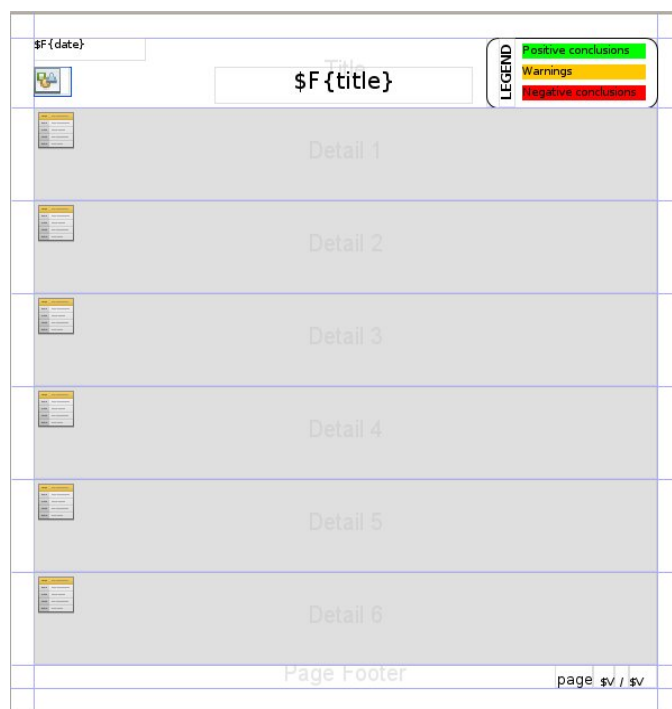 $F{date}
Title
$F{title}
LEGEND
Positive conclusions
Warnings
Negative conclusions
Detail 1
Detail 2
Detail 3
Detail 4
Detail 5
Detail 6
Page Footer
page $V / $V